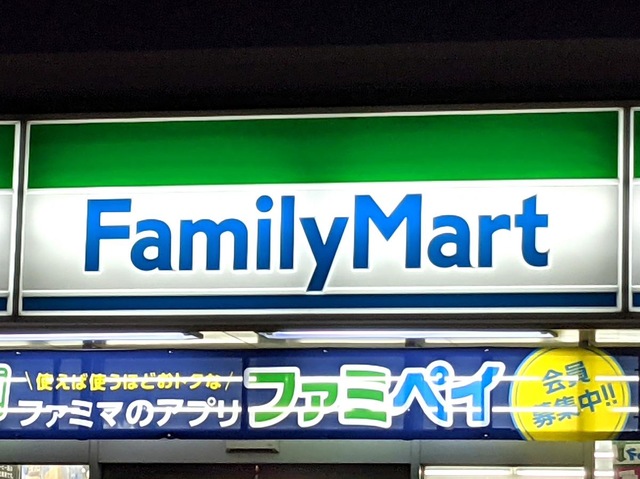 FamilyMart
\使えば使うほどおトクな/
ファミマのアプリ
ファミペイ
会員
募集中!!